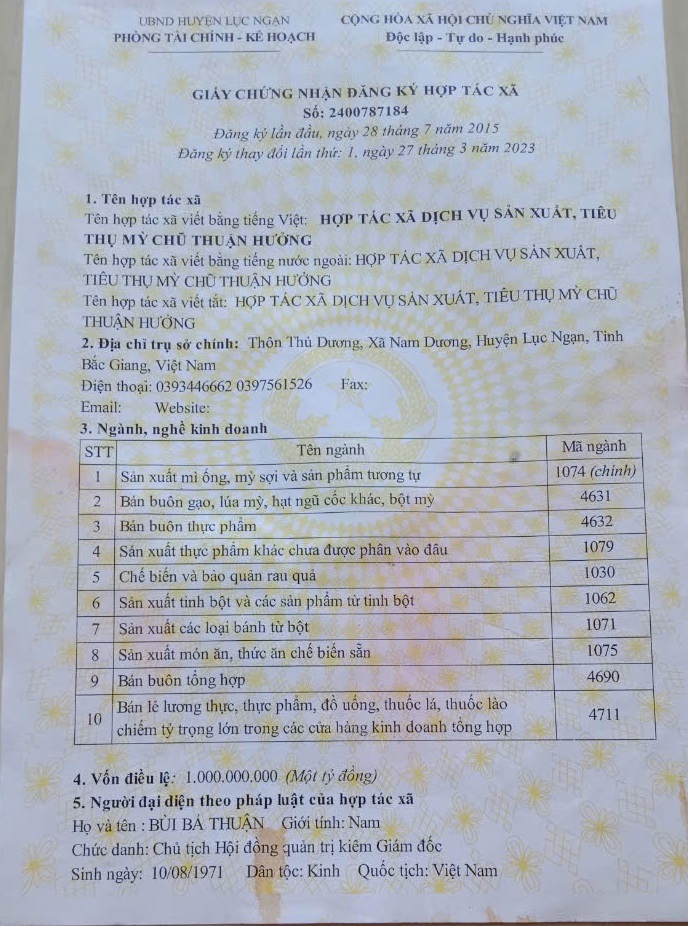 UBND HUYỆN LỤC NGẠN
PHÒNG TÀI CHÍNH - KẾ HOẠCH
CỘNG HÒA XÃ HỘI CHỦ NGHĨA VIỆT NAM
Độc lập - Tự do - Hạnh phúc
GIẤY CHỨNG NHẬN ĐĂNG KÝ HỢP TÁC XÃ
Số: 2400787184
Đăng ký lần đầu, ngày 28 tháng 7 năm 2015
Đăng ký thay đổi lần thứ: 1, ngày 27 tháng 3 năm 2023
1. Tên hợp tác xã
Tên hợp tác xã viết bằng tiếng Việt: HỢP TÁC XÃ DỊCH VỤ SẢN XUẤT, TIÊU
THỤ MỲ CHŨ THUẬN HƯỞNG
Tên hợp tác xã viết bằng tiếng nước ngoài: HỢP TÁC XÃ DỊCH VỤ SẢN XUẤT,
TIÊU THỤ MỲ CHŨ THUẬN HƯỞNG
Tên hợp tác xã viết tắt: HỢP TÁC XÃ DỊCH VỤ SẢN XUẤT, TIÊU THỤ MỲ CHŨ
THUẬN HƯỞNG
2. Địa chỉ trụ sở chính: Thôn Thủ Dương, Xã Nam Dương, Huyện Lục Ngạn, Tỉnh
Bắc Giang, Việt Nam
Điện thoại: 0393446662 0397561526 Fax:
Email: Website:
3. Ngành, nghề kinh doanh
STT Tên ngành Mã ngành
1 Sản xuất mì ống, mỳ sợi và sản phẩm tương tự 1074 (chính)
2 Bán buôn gạo, lúa mỳ, hạt ngũ cốc khác, bột mỳ 4631
3 Bán buôn thực phẩm 4632
4 Sản xuất thực phẩm khác chưa được phân vào đâu 1079
5 Chế biến và bảo quản rau quả 1030
6 Sản xuất tinh bột và các sản phẩm từ tinh bột 1062
7 Sản xuất các loại bánh từ bột 1071
8 Sản xuất món ăn, thức ăn chế biến sẵn 1075
9 Bán buôn tổng hợp 4690
10 Bán lẻ lương thực, thực phẩm, đồ uống, thuốc lá, thuốc lào
chiếm tỷ trọng lớn trong các cửa hàng kinh doanh tổng hợp 4711
4. Vốn điều lệ: 1.000.000.000 (Một tỷ đồng)
5. Người đại diện theo pháp luật của hợp tác xã
Họ và tên : BÙI BÁ THUẬN Giới tính: Nam
Chức danh: Chủ tịch Hội đồng quản trị kiêm Giám đốc
Sinh ngày: 10/08/1971 Dân tộc: Kinh Quốc tịch: Việt Nam